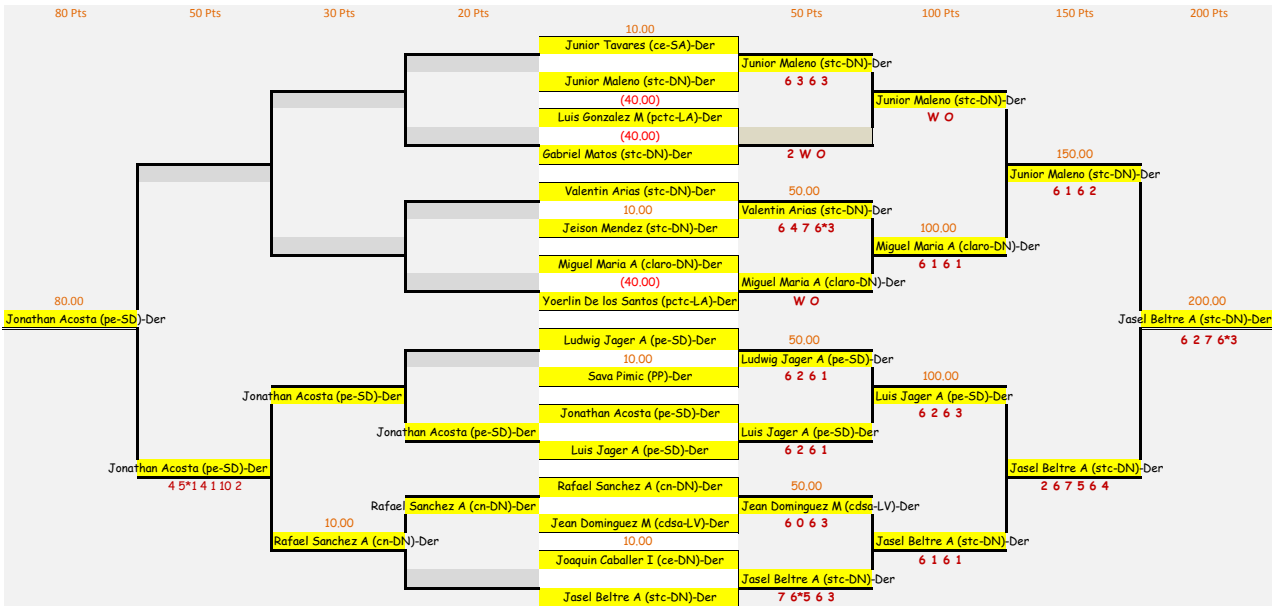 80 Pts 50 Pts 30 Pts 20 Pts 50 Pts 100 Pts 150 Pts 200 Pts
10.00
Junior Tavares (ce-SA)-Der
Junior Maleno (stc-DN)-Der
Junior Maleno (stc-DN)-Der 6 3 6 3
(40.00) Junior Maleno (stc-DN)-Der
Luis Gonzalez M (pctc-LA)-Der W O
(40.00)
Gabriel Matos (stc-DN)-Der 2 W O 150.00
Junior Maleno (stc-DN)-Der
Valentin Arias (stc-DN)-Der 50.00 6 1 6 2
10.00 Valentin Arias (stc-DN)-Der
Jeison Mendez (stc-DN)-Der 6 4 7 6*3 100.00
Miguel Maria A (claro-DN)-Der
Miguel Maria A (claro-DN)-Der 6 1 6 1
(40.00) Miguel Maria A (claro-DN)-Der
80.00 Yoerlin De los Santos (pctc-LA)-Der W O 200.00
Jonathan Acosta (pe-SD)-Der Jasel Beltre A (stc-DN)-Der
Ludwig Jager A (pe-SD)-Der 50.00 6 2 7 6*3
10.00 Ludwig Jager A (pe-SD)-Der
Sava Pimic (PP)-Der 6 2 6 1 100.00
Jonathan Acosta (pe-SD)-Der Luis Jager A (pe-SD)-Der
Jonathan Acosta (pe-SD)-Der 6 2 6 3
Jonathan Acosta (pe-SD)-Der Luis Jager A (pe-SD)-Der
Luis Jager A (pe-SD)-Der 6 2 6 1
Jonathan Acosta (pe-SD)-Der Jasel Beltre A (stc-DN)-Der
4 5*1 4 1 10 2 Rafael Sanchez A (cn-DN)-Der 50.00 2 6 7 5 6 4
Rafael Sanchez A (cn-DN)-Der Jean Dominguez M (cdsa-LV)-Der
10.00 Jean Dominguez M (cdsa-LV)-Der 6 0 6 3
Rafael Sanchez A (cn-DN)-Der 10.00 Jasel Beltre A (stc-DN)-Der
Joaquin Caballer I (ce-DN)-Der 6 1 6 1
Jasel Beltre A (stc-DN)-Der
Jasel Beltre A (stc-DN)-Der 7 6*5 6 3